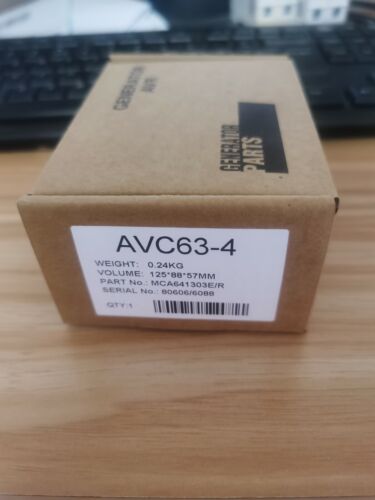 GENERATOR
AVR
GENERATOR
PARTS
AVC63-4
WEIGHT: 0.24KG
VOLUME: 125*88*57MM
PART No.: MCA641303E/R
SERIAL No.: 80606/6088
QTY:1